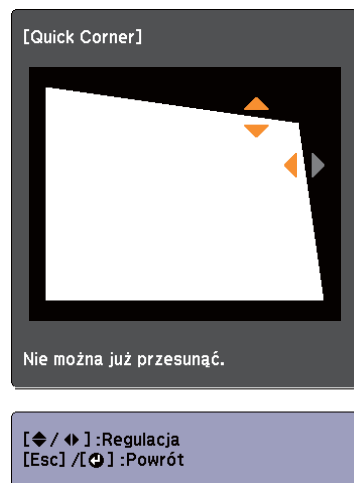 [Quick Corner]
Nie można już przesunąć.
[◆/◆] :Regulacja
[Esc] /[↵] :Powrót